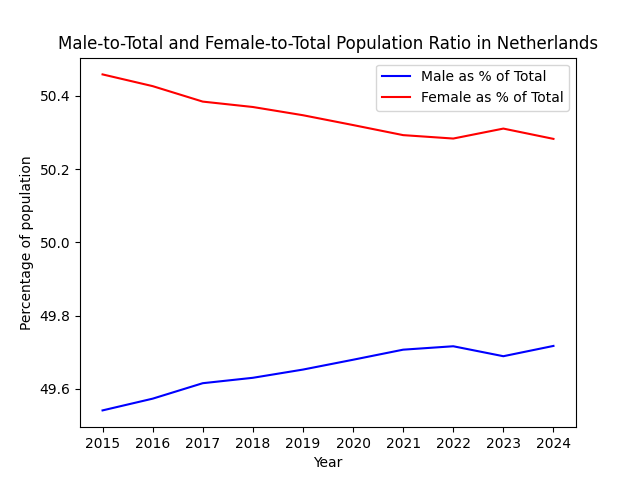 Male-to-Total and Female-to-Total Population Ratio in Netherlands
Male as % of Total
Female as % of Total
Percentage of population
50.4
50.2
50.0
49.8
49.6
2015 2016 2017 2018 2019 2020 2021 2022 2023 2024
Year